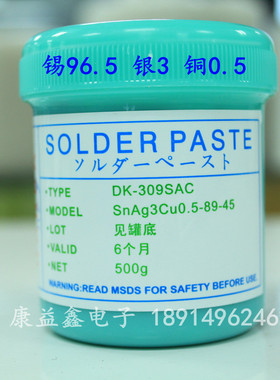 锡96.5 银3 铜0.5
SOLDER PASTE
ソルダーペースト
•TYPE DK-309SAC
•MODEL SnAg3Cu0.5-89-45
•LOT 见罐底
•VALID 6个月
•NET 500g
WARNING:READ MSDS FOR SAFETY BEFORE USE.
康益鑫电子 1891496246